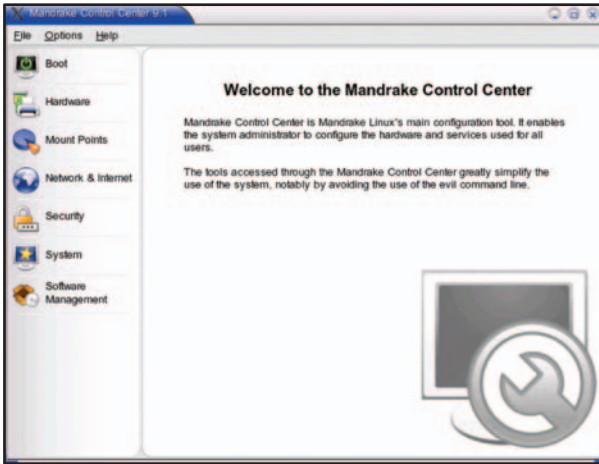 Mandrake Control Center 9.1
File Options Help
Boot
Hardware
Mount Points
Network & Internet
Security
System
Software
Management
Welcome to the Mandrake Control Center
Mandrake Control Center is Mandrake Linux's main configuration tool. It enables
the system administrator to configure the hardware and services used for all
users.
The tools accessed through the Mandrake Control Center greatly simplify the
use of the system, notably by avoiding the use of the evil command line.